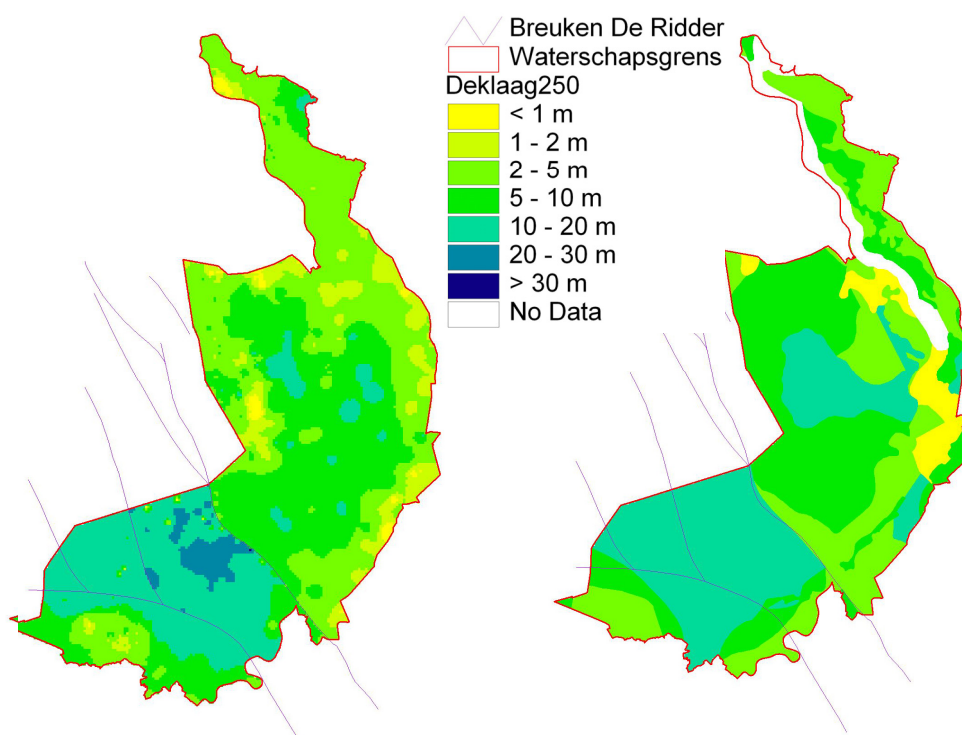 Breuken De Ridder
Waterschapsgrens
Deklaag250
< 1 m
1 - 2 m
2 - 5 m
5 - 10 m
10 - 20 m
20 - 30 m
> 30 m
No Data